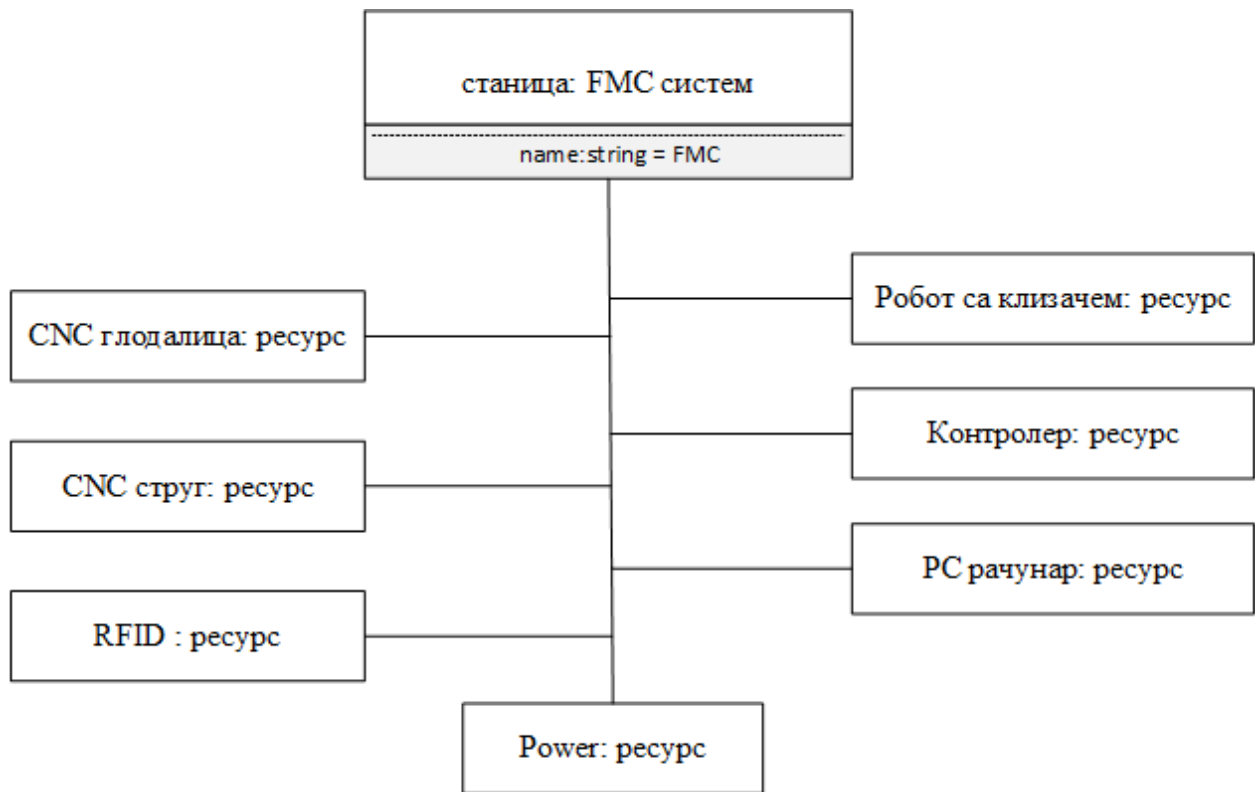 станица: FMC систем
name:string = FMC
Робот са клизачем: ресурс
CNC глодалица: ресурс
Контролер: ресурс
CNC струг: ресурс
PC рачунар: ресурс
RFID : ресурс
Power: ресурс